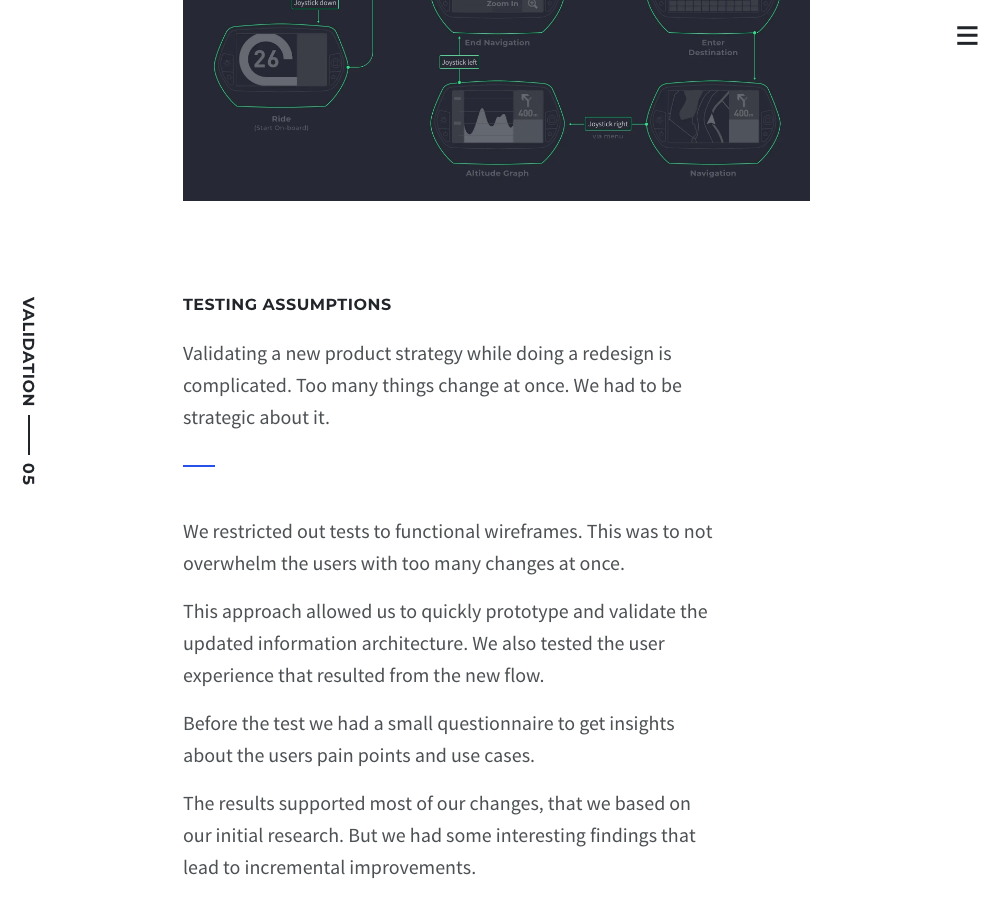 Joystick down
Zoom In
End Navigation
Enter
Destination
Joystick left
26
Ride
(Start On-board)
400m
Joystick right
via menu
400m
Altitude Graph
Navigation
VALIDATION — 05
TESTING ASSUMPTIONS
Validating a new product strategy while doing a redesign is
complicated. Too many things change at once. We had to be
strategic about it.
We restricted out tests to functional wireframes. This was to not
overwhelm the users with too many changes at once.
This approach allowed us to quickly prototype and validate the
updated information architecture. We also tested the user
experience that resulted from the new flow.
Before the test we had a small questionnaire to get insights
about the users pain points and use cases.
The results supported most of our changes, that we based on
our initial research. But we had some interesting findings that
lead to incremental improvements.